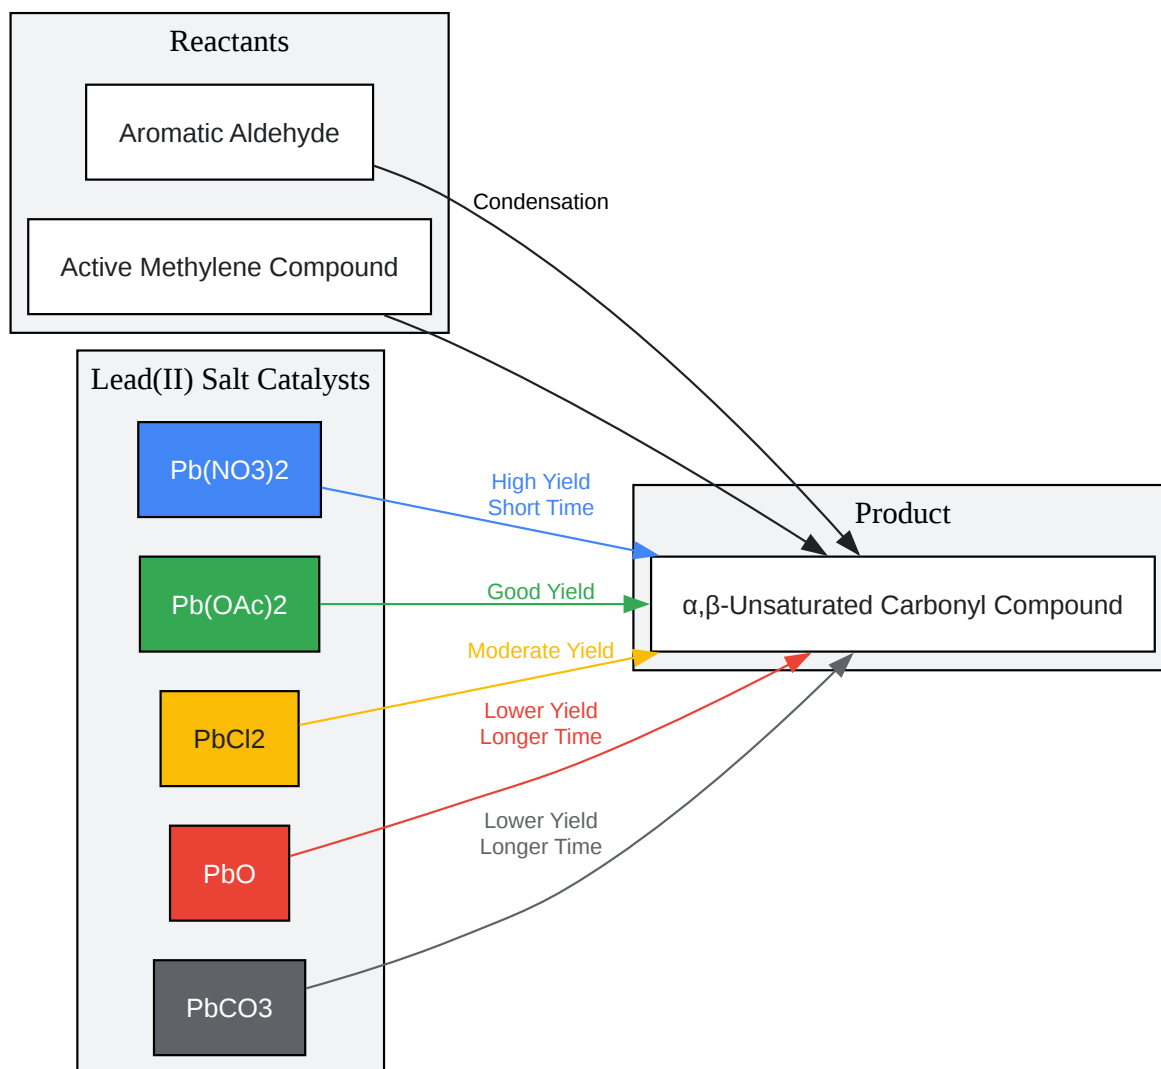 Reactants
Aromatic Aldehyde
Condensation
Active Methylene Compound
Lead(II) Salt Catalysts
Pb(NO3)2
High Yield
Short Time
Product
Pb(OAc)2
Good Yield
α,β-Unsaturated Carbonyl Compound
Moderate Yield
PbCl2
Lower Yield
Longer Time
PbO
Lower Yield
Longer Time
PbCO3